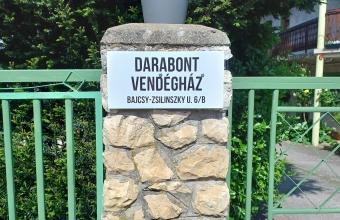 DARABONT
VENDÉGHÁZ
BAJCSY-ZSILINSZKY U. 6/B